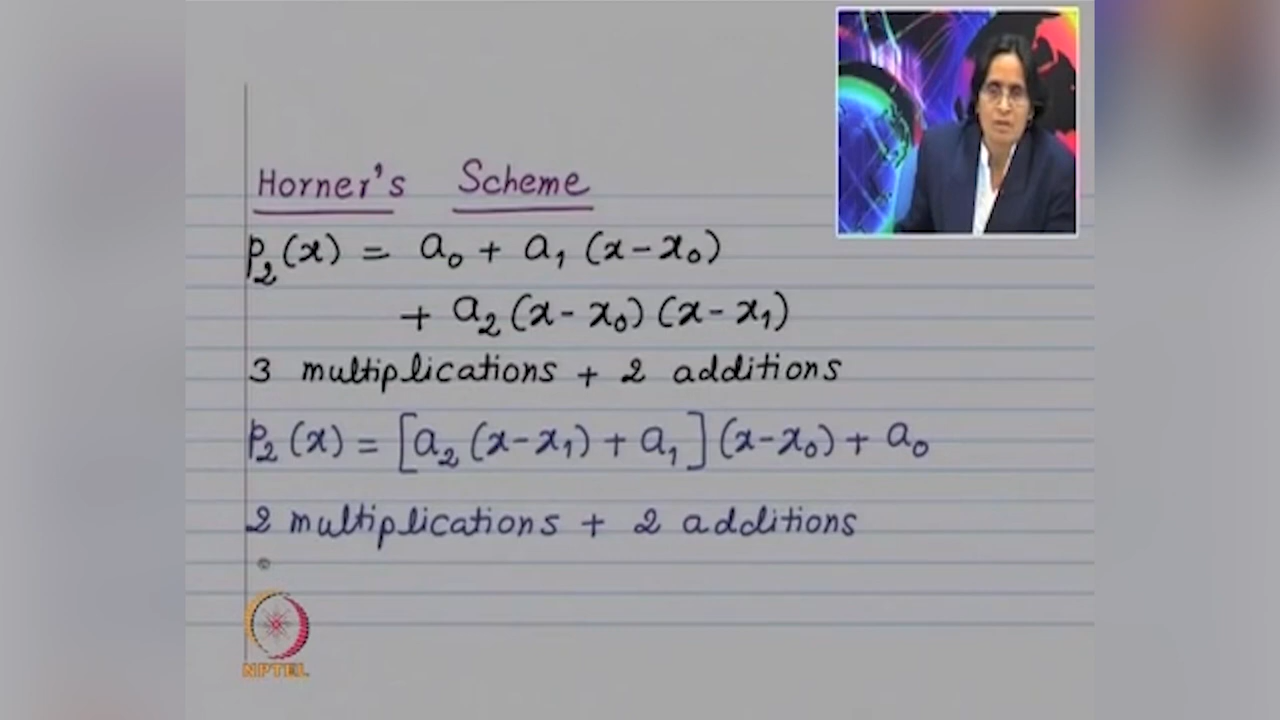 Horner's Scheme
p₂(x) = a₀ + a₁ (x-x₀)
+ a₂ (x- x₀) (x- x₁)
3 multiplications + 2 additions
p₂ (x) = [a₂ (x-x₁) + a₁] (x-x₀) + a₀
2 multiplications + 2 additions
NPTEL